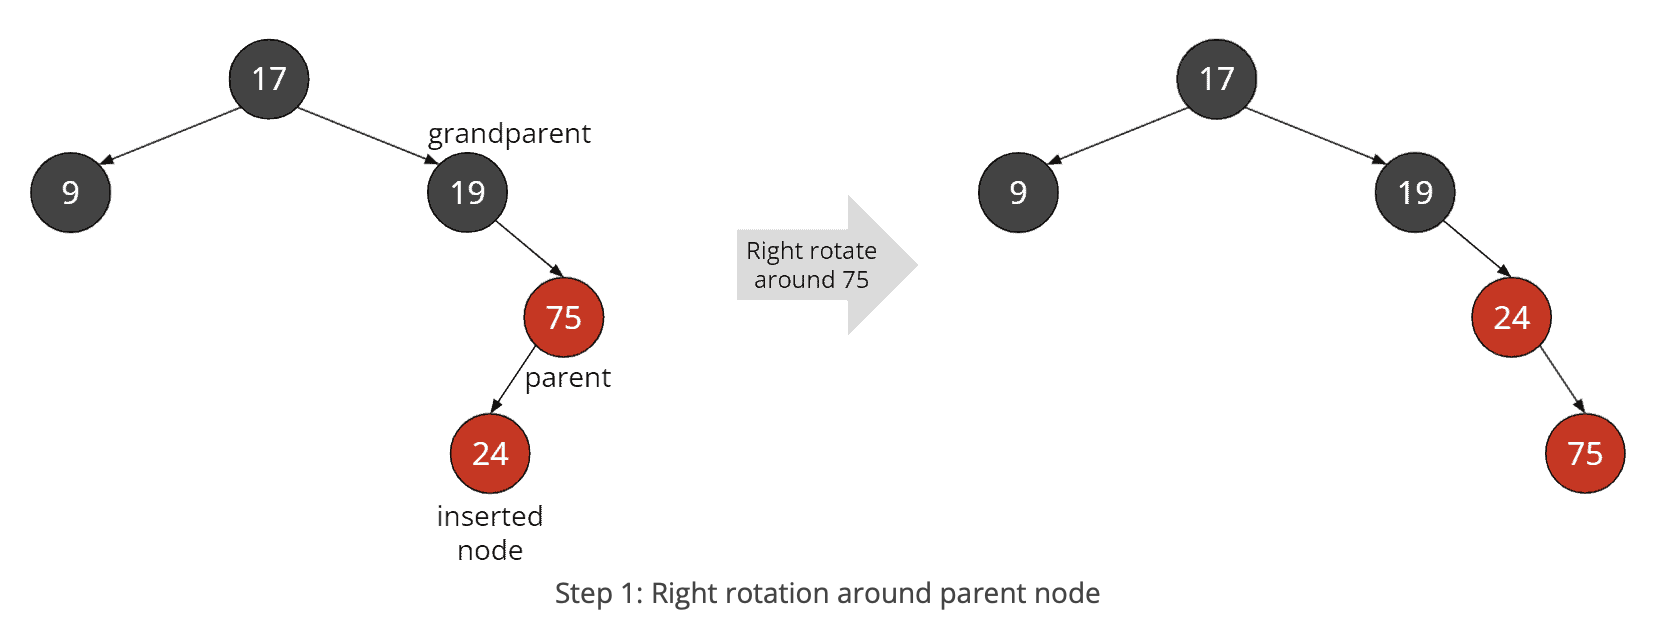 17
grandparent
9
19
75
parent
24
inserted
node
Right rotate
around 75
17
9
19
24
75
Step 1: Right rotation around parent node